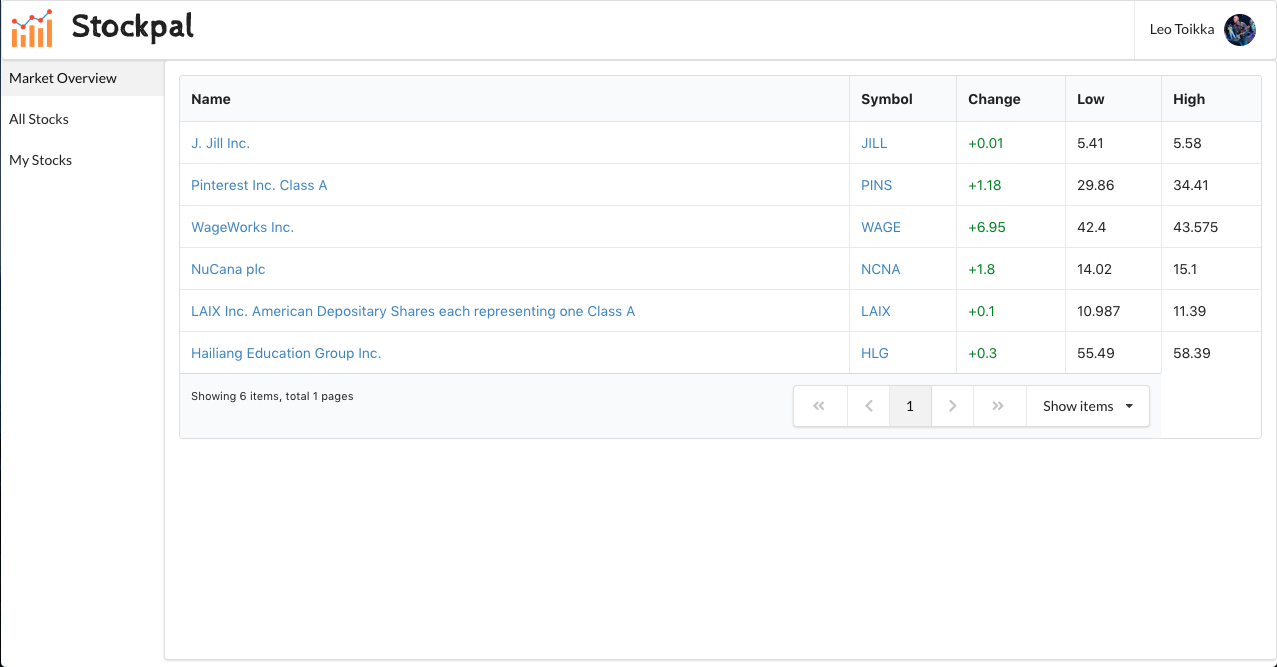 Stockpal
Leo Toikka
Market Overview
All Stocks
My Stocks
Name Symbol Change Low High
J. Jill Inc. JILL +0.01 5.41 5.58
Pinterest Inc. Class A PINS +1.18 29.86 34.41
WageWorks Inc. WAGE +6.95 42.4 43.575
NuCana plc NCNA +1.8 14.02 15.1
LAIX Inc. American Depositary Shares each representing one Class A LAIX +0.1 10.987 11.39
Hailiang Education Group Inc. HLG +0.3 55.49 58.39
Showing 6 items, total 1 pages « ‹ 1 › » Show items